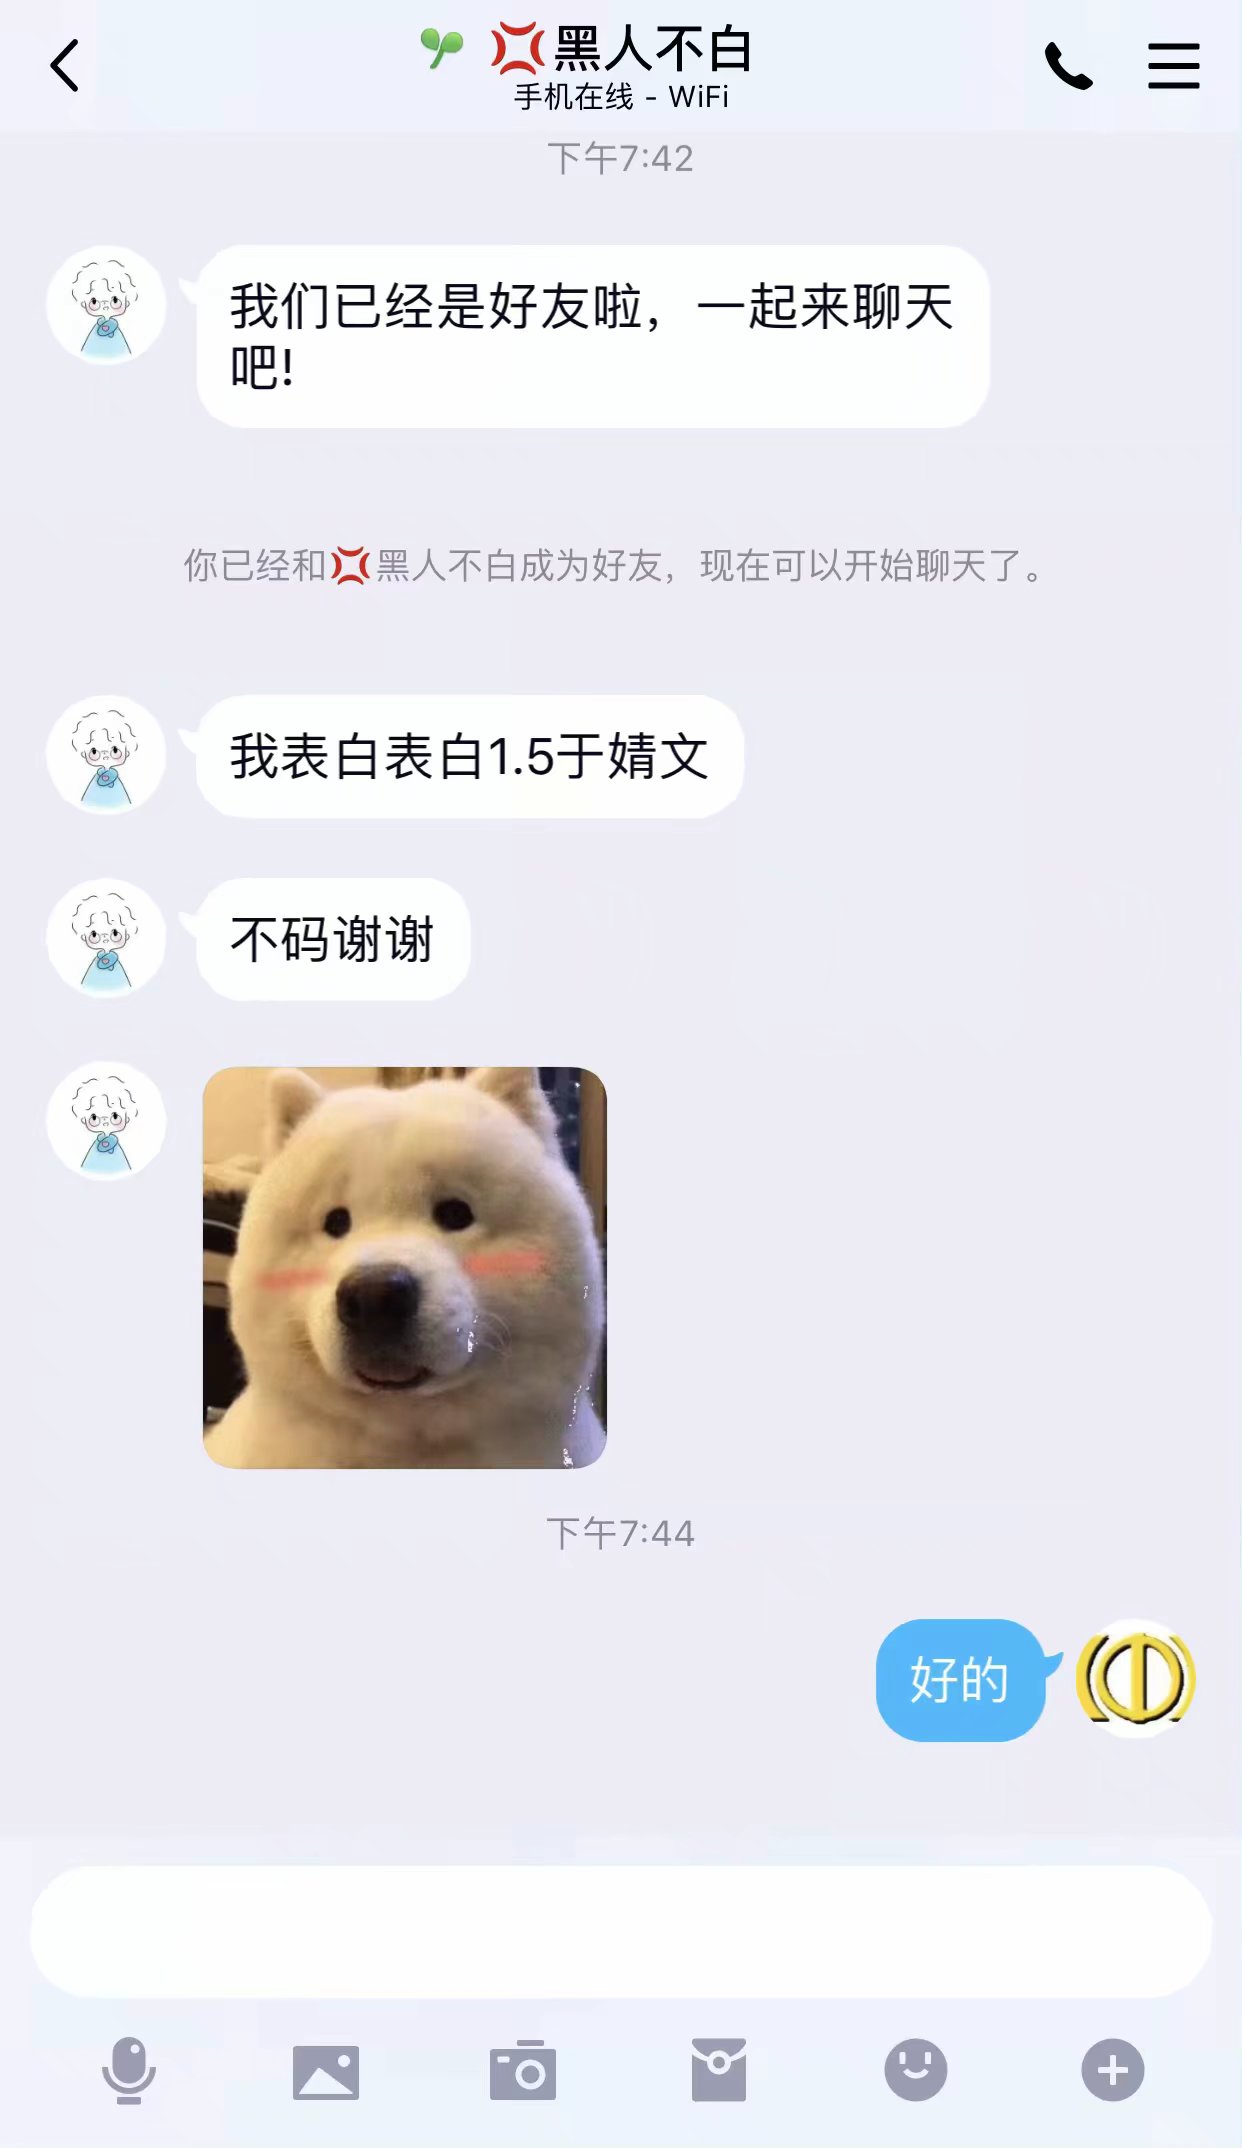 💢黑人不白
手机在线 - WiFi
下午7:42
我们已经是好友啦，一起来聊天
吧!
你已经和💢黑人不白成为好友，现在可以开始聊天了。
我表白表白1.5于婧文
不码谢谢
下午7:44
好的